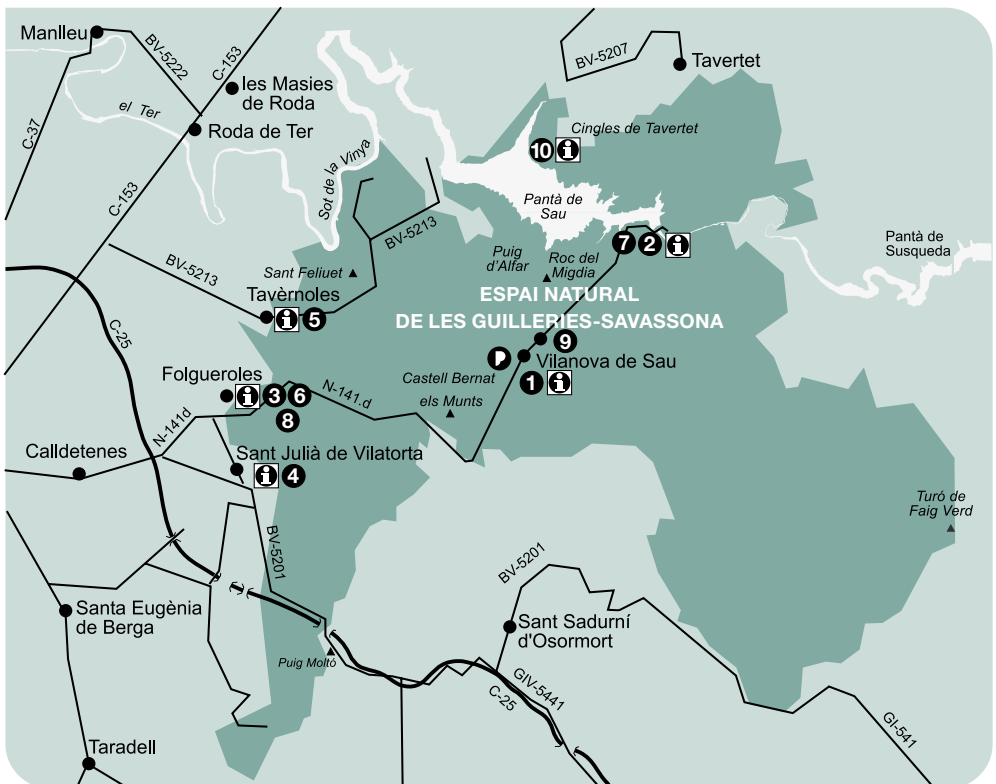 Manlleu
BV-5222
C-153
BV-5207
Tavertet
les Masies
de Roda
el Ter
C-37
Roda de Ter
Cingles de Tavertet
10
i
Sot de la Vinya
C-153
Pantà de
Sau
BV-5213
BV-5213
7
2
i
Pantà de
Susqueda
Puig
d'Alfar
Roc del
Migdia
Sant Feliuet
Tavèrnoles
i
5
ESPAI NATURAL
DE LES GUILLERIES-SAVASSONA
C-25
9
P
Vilanova de Sau
1
i
Folgueroles
i
3
6
8
N-141.d
Castell Bernat
els Munts
N-141d
Calldetenes
Sant Julià de Vilatorta
i
4
Turó de
Faig Verd
BV-5201
BV-5201
Santa Eugènia
de Berga
Sant Sadurní
d'Osormort
Puig Moltó
GIV-5441
C-25
GI-541
Taradell